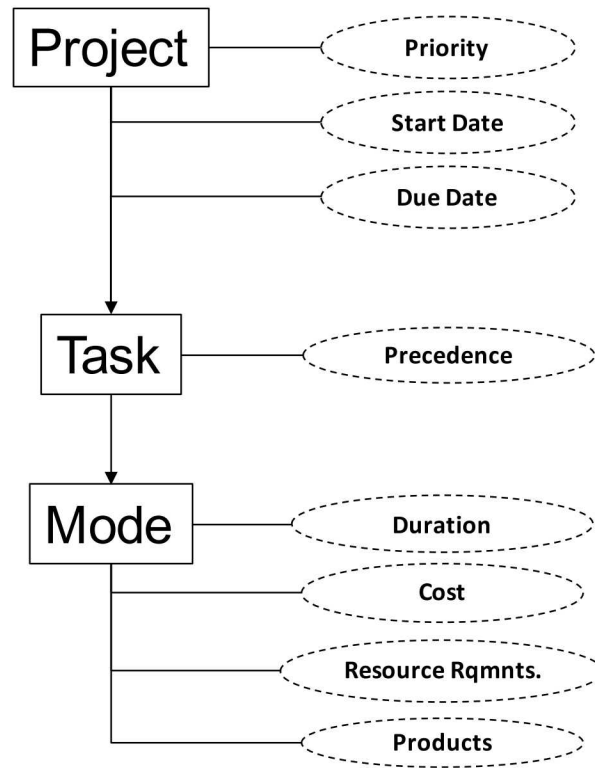 Project
Priority
Start Date
Due Date
Task
Precedence
Mode
Duration
Cost
Resource Rqmnts.
Products